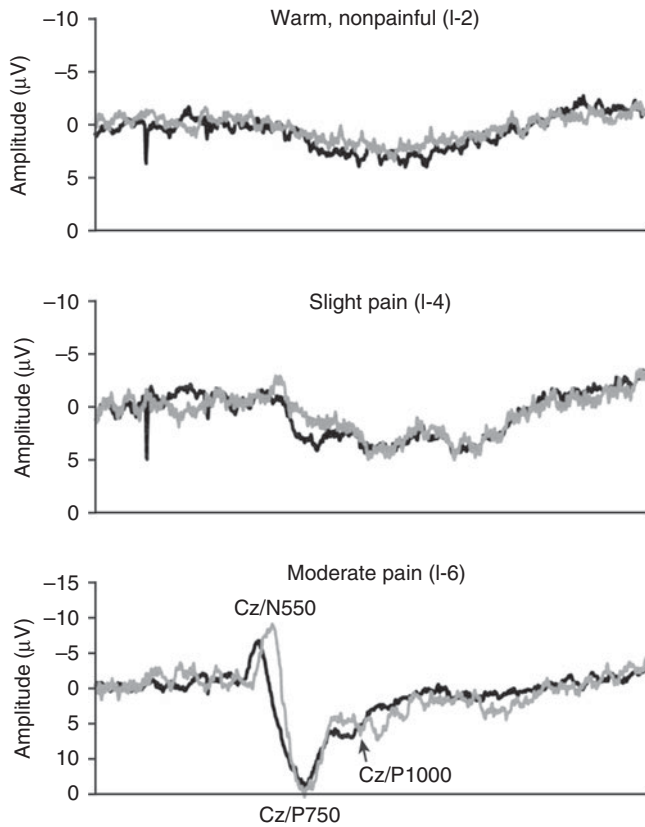 Warm, nonpainful (I-2)
−10
−5
0
5
0
Amplitude (μV)
Slight pain (I-4)
−10
−5
0
5
0
Amplitude (μV)
Moderate pain (I-6)
−15
−10
−5
0
5
10
0
Amplitude (μV)
Cz/N550
Cz/P1000
Cz/P750